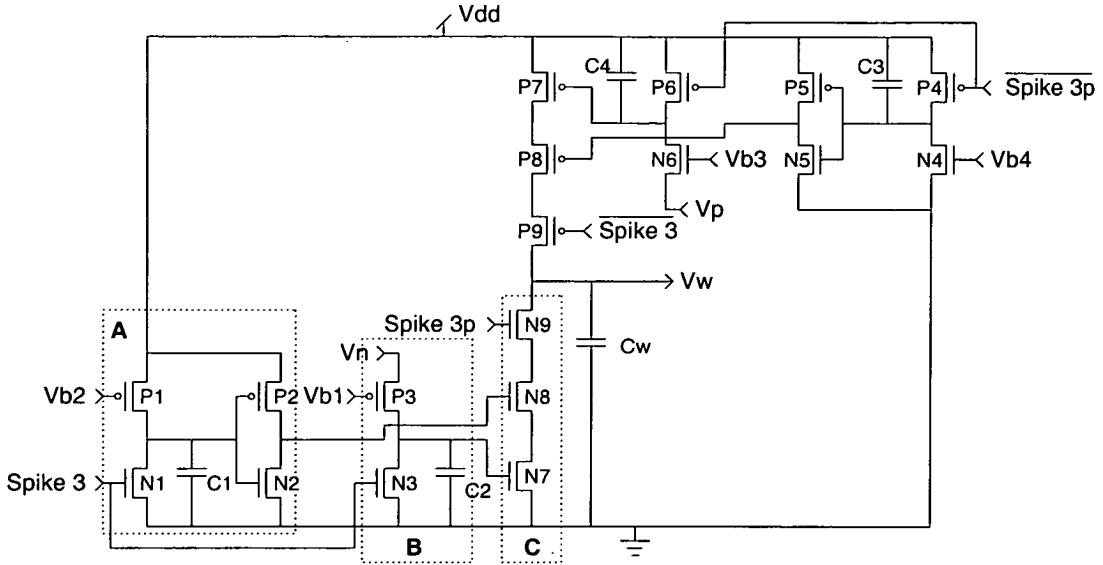 Vdd
P7
C4
P6
P5
C3
P4
Spike 3p
P8
N6
Vb3
N5
N4
Vb4
Vp
P9
Spike 3
Vw
A
Spike 3p
N9
Cw
Vn
Vb2
P1
P2
Vb1
P3
N8
Spike 3
N1
C1
N2
N3
C2
N7
B
C